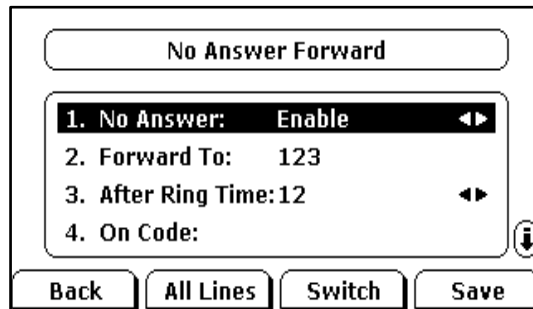 No Answer Forward
1. No Answer: Enable
2. Forward To: 123
3. After Ring Time: 12
4. On Code:
Back All Lines Switch Save